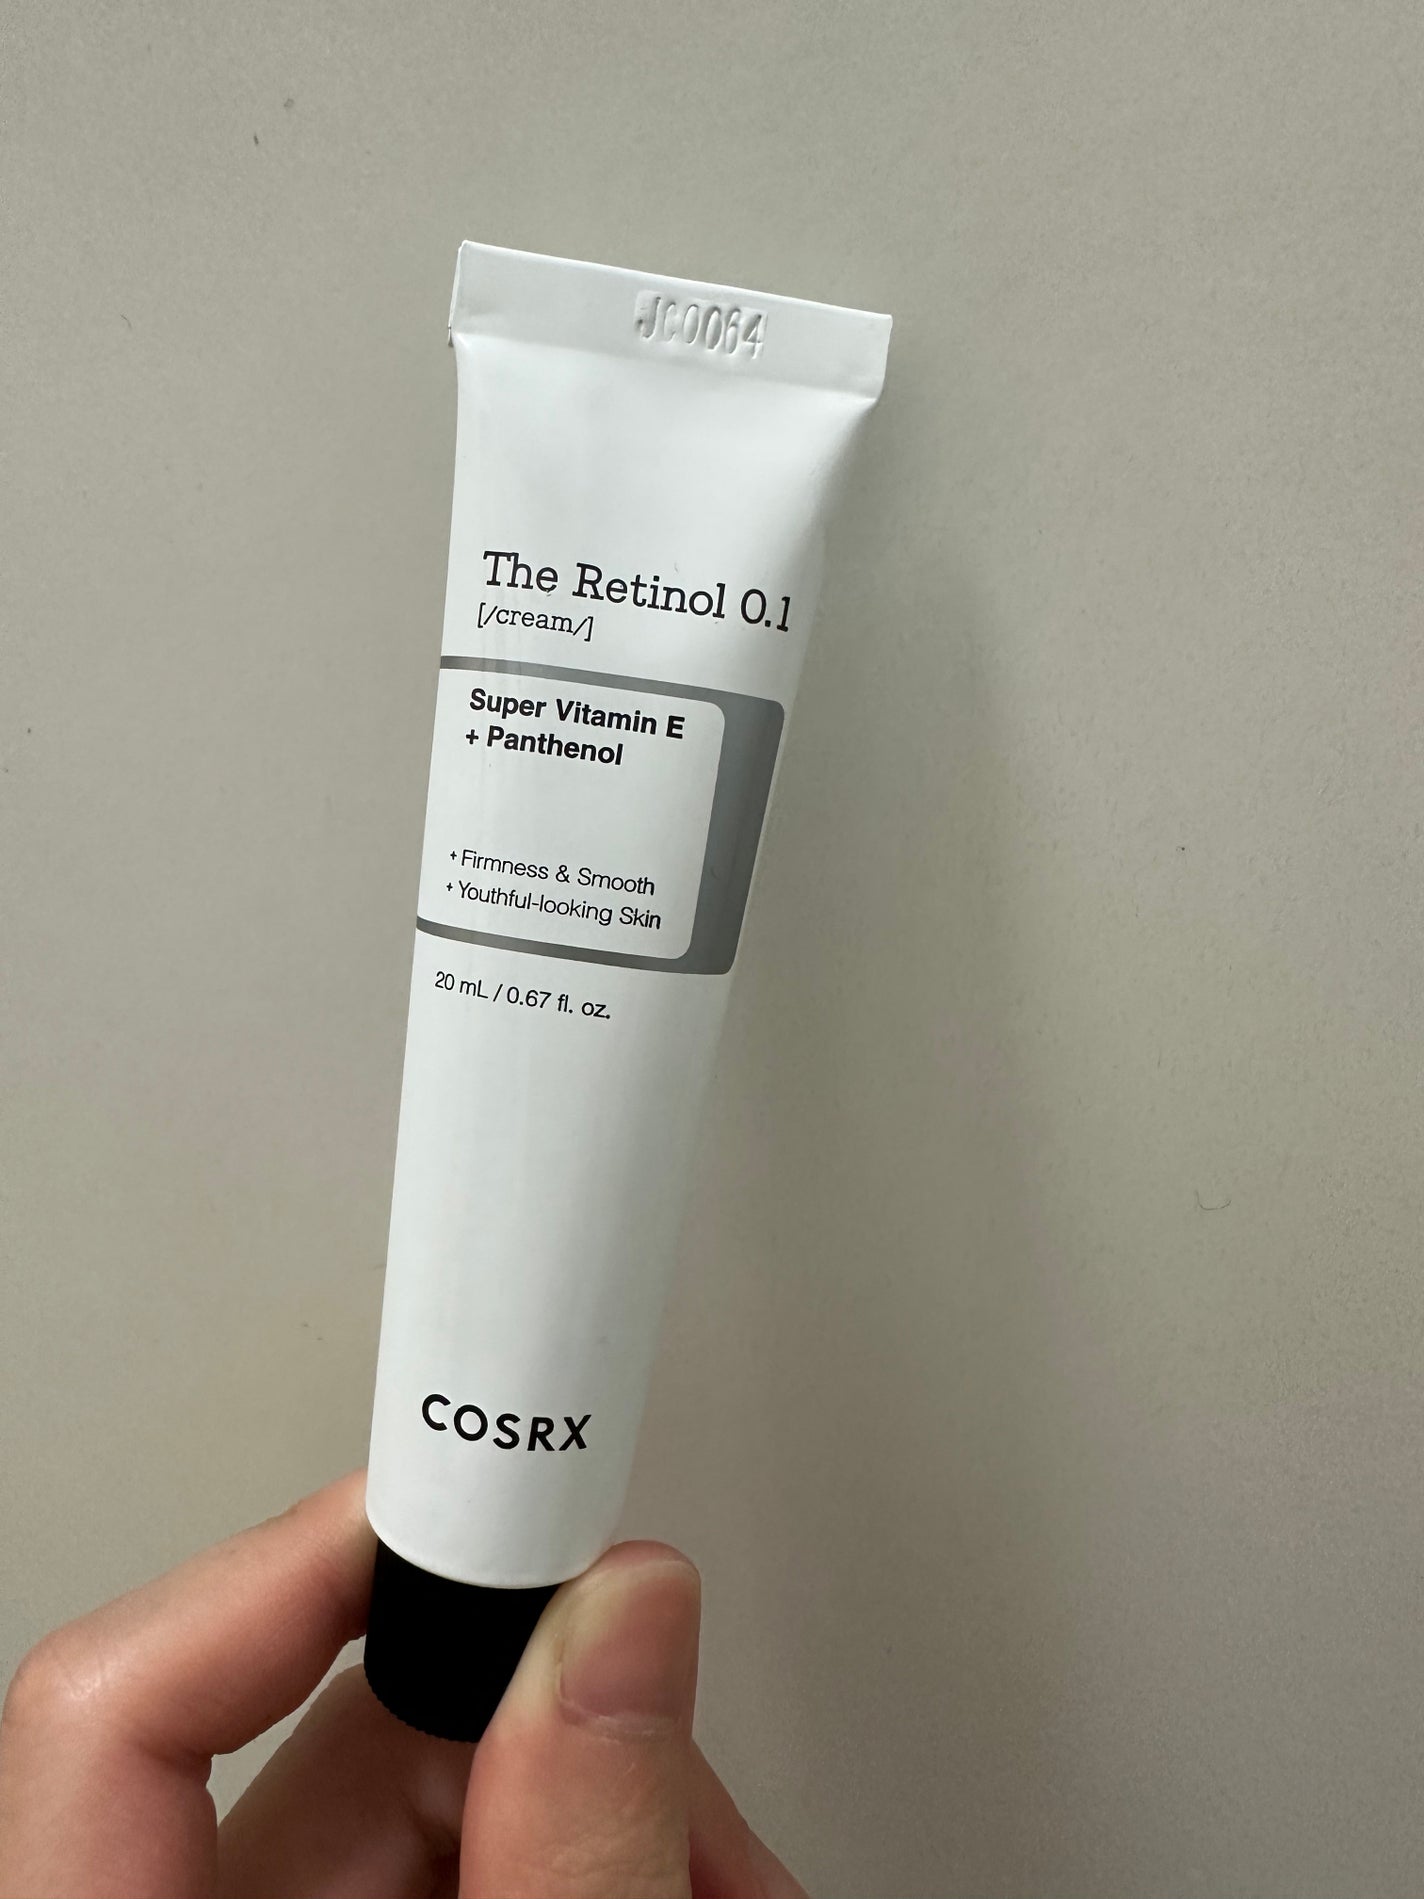 JC0064
The Retinol 0.1
[/cream/]
Super Vitamin E
+ Panthenol
+ Firmness & Smooth
+ Youthful-looking Skin
20 mL / 0.67 fl. oz.
COSRX